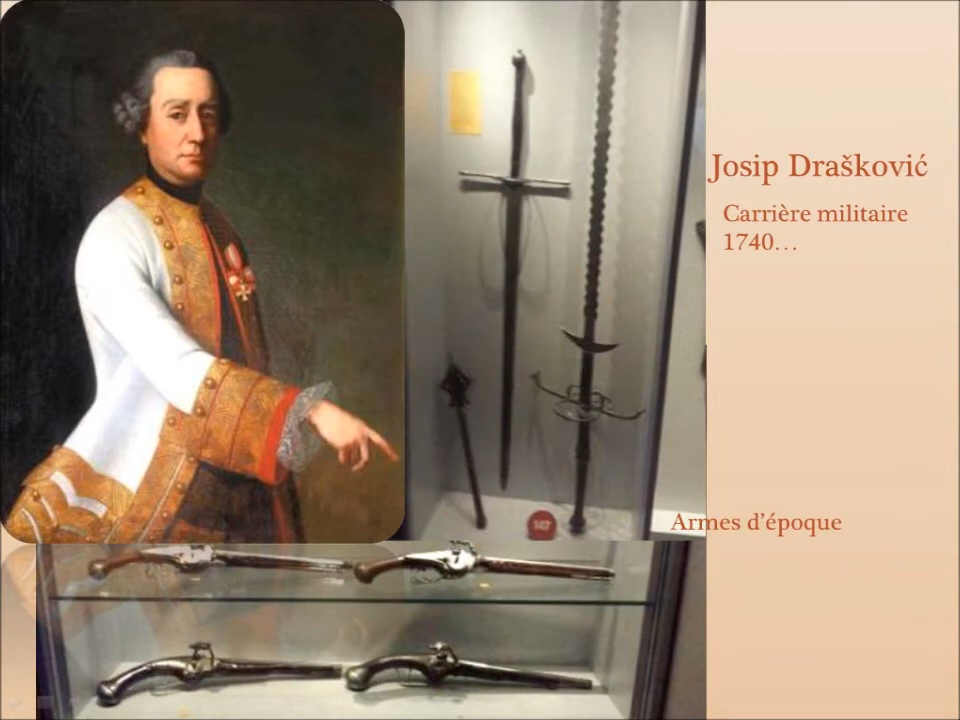 Josip Drašković
Carrière militaire
1740…
Armes d’époque